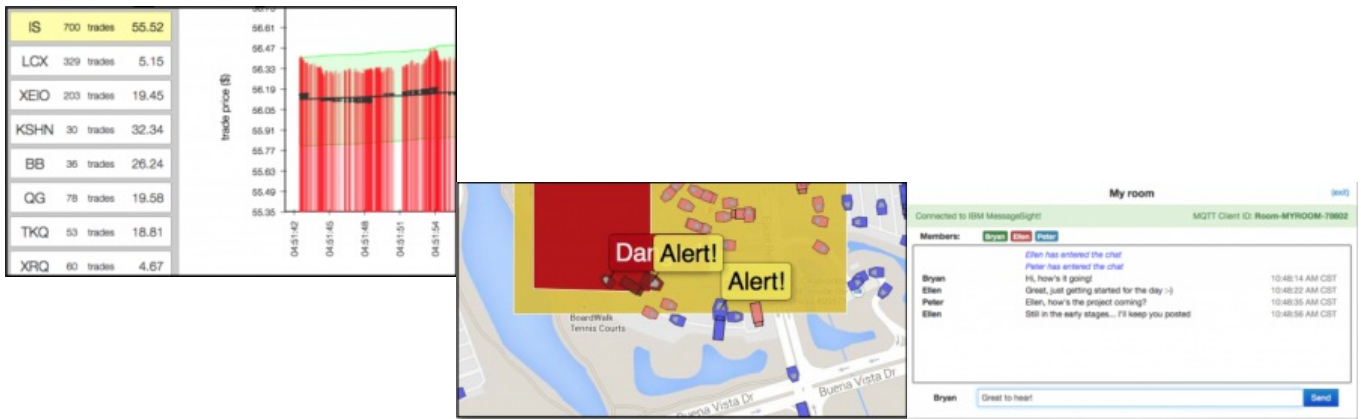 IS 700 trades 55.52
LCX 329 trades 5.15
XEIO 203 trades 19.45
KSHN 30 trades 32.34
BB 36 trades 26.24
QG 78 trades 19.58
TKQ 53 trades 18.81
XRQ 60 trades 4.67
trade price ($)
56.61
56.47
56.33
56.19
56.05
55.91
55.77
55.63
55.49
55.35
04:51:42
04:51:45
04:51:48
04:51:51
04:51:54
Dan
Alert!
Alert!
BoardWalk
Tennis Courts
Buena Vista Dr
Buena Vista Dr
My room
(exit)
Connected to IBM MessageSight!
MQTT Client ID: Room-MYROOM-78602
Members: Bryan Ellen Peter
Ellen has entered the chat
Peter has entered the chat
Bryan Hi, how's it going! 10:48:14 AM CST
Ellen Great, just getting started for the day :-) 10:48:22 AM CST
Peter Ellen, how's the project coming? 10:48:35 AM CST
Ellen Still in the early stages... I'll keep you posted 10:48:56 AM CST
Bryan Great to hear! Send